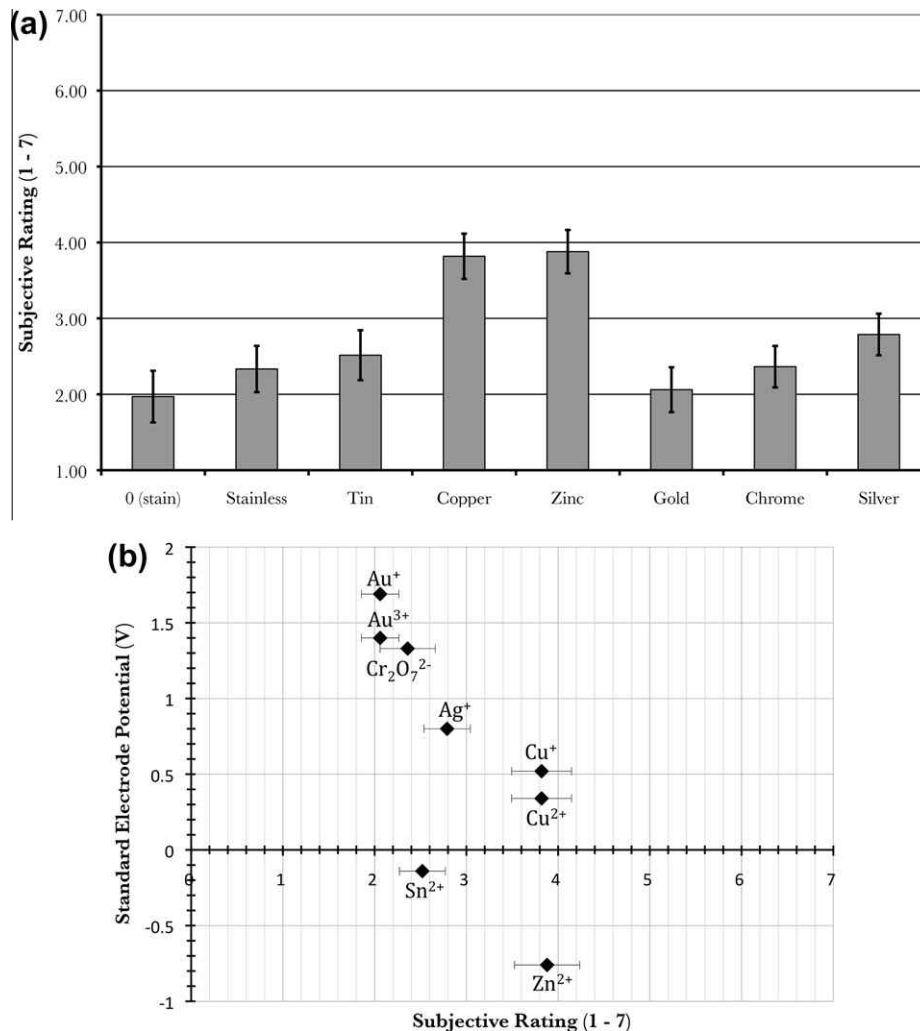 (a)
7.00
6.00
5.00
4.00
3.00
2.00
1.00
Subjective Rating (1 - 7)
0 (stain) Stainless Tin Copper Zinc Gold Chrome Silver
(b)
2
1.5
1
0.5
0
-0.5
-1
Standard Electrode Potential (V)
Au⁺
Au³⁺
Cr₂O₇²⁻
Ag⁺
Cu⁺
Cu²⁺
0 1 2 3 4 5 6 7
Sn²⁺
Zn²⁺
Subjective Rating (1 - 7)